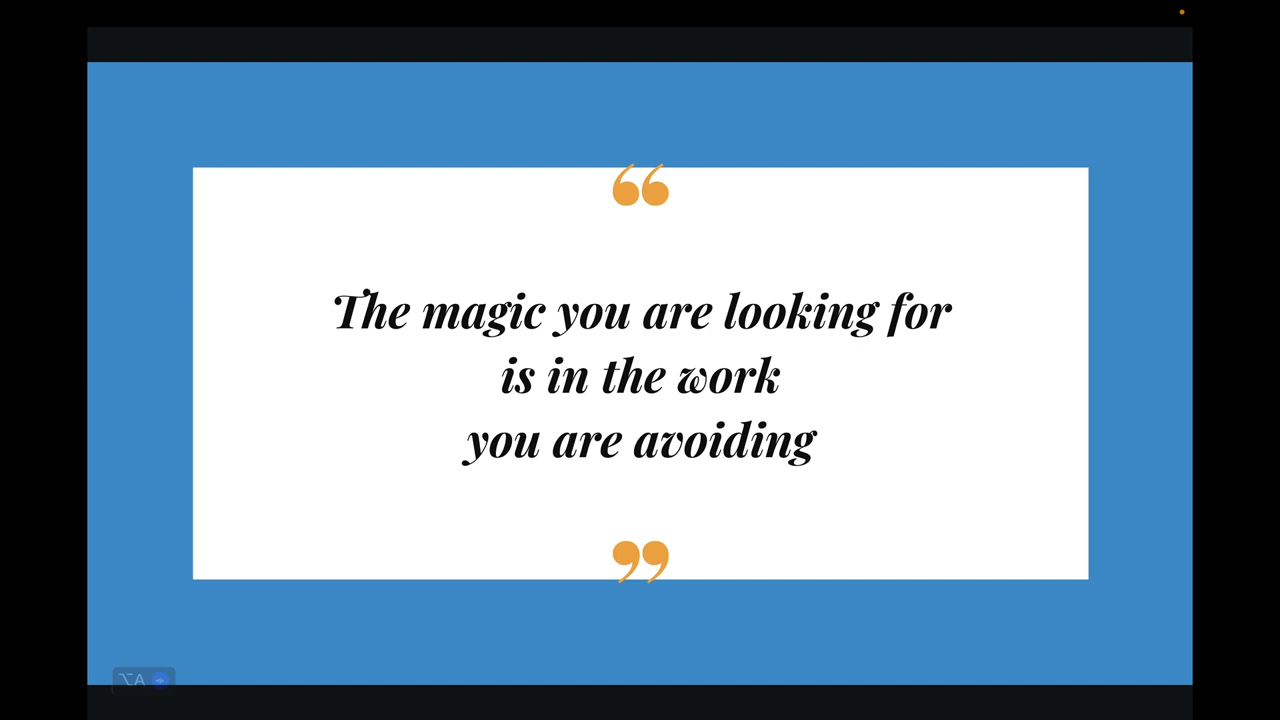 “
The magic you are looking for
is in the work
you are avoiding
”
⌥A